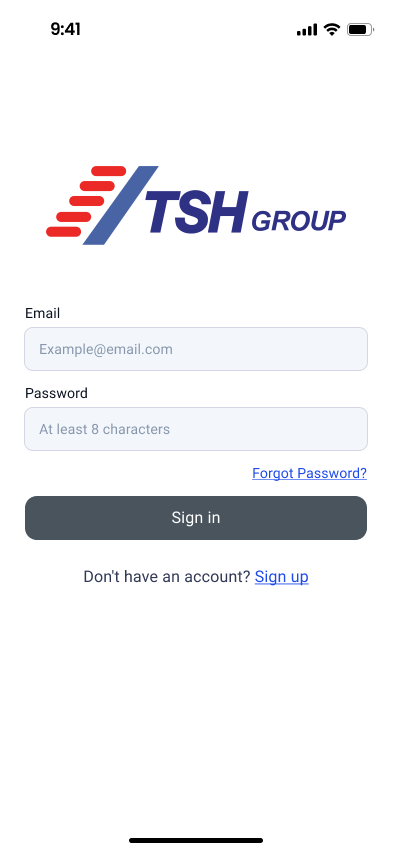 9:41
TSH GROUP
Email
Example@email.com
Password
At least 8 characters
Forgot Password?
Sign in
Don't have an account? Sign up